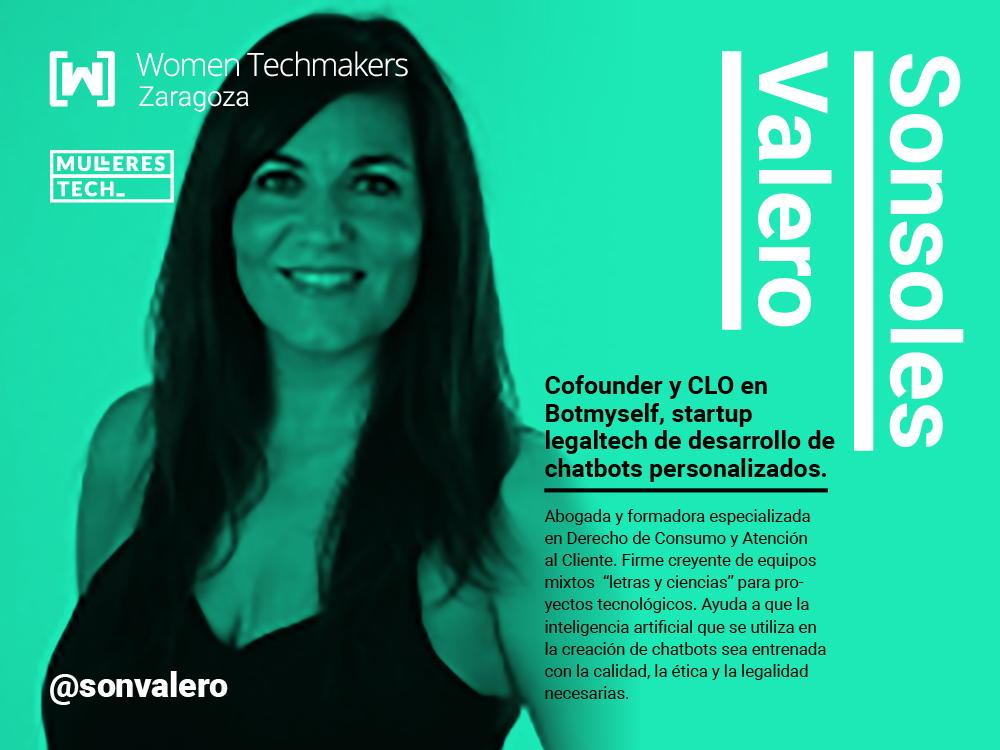 Women Techmakers
Zaragoza
MULLERES
TECH_
Sonsoles
Valero
Cofounder y CLO en
Botmyself, startup
legaltech de desarrollo de
chatbots personalizados.
Abogada y formadora especializada
en Derecho de Consumo y Atención
al Cliente. Firme creyente de equipos
mixtos “letras y ciencias” para pro-
yectos tecnológicos. Ayuda a que la
inteligencia artificial que se utiliza en
la creación de chatbots sea entrenada
con la calidad, la ética y la legalidad
necesarias.
@sonvalero